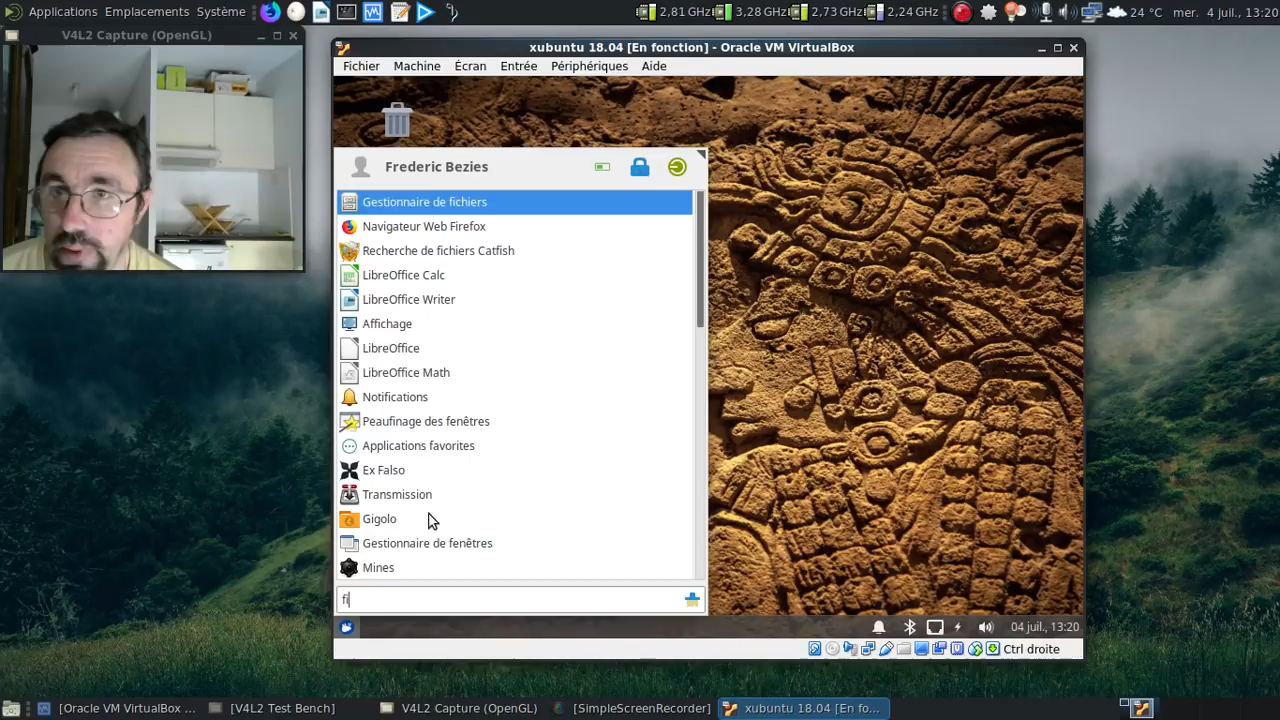 Applications Emplacements Système
2,81 GHz 3,28 GHz 2,73 GHz 2,24 GHz 24 °C mer. 4 juil., 13:20
V4L2 Capture (OpenGL)
xubuntu 18.04 [En fonction] - Oracle VM VirtualBox
Fichier Machine Écran Entrée Périphériques Aide
Frederic Bezies
Gestionnaire de fichiers
Navigateur Web Firefox
Recherche de fichiers Catfish
LibreOffice Calc
LibreOffice Writer
Affichage
LibreOffice
LibreOffice Math
Notifications
Peaufinage des fenêtres
Applications favorites
Ex Falso
Transmission
Gigolo
Gestionnaire de fenêtres
Mines
fi
04 juil., 13:20
Ctrl droite
[Oracle VM VirtualBox ... [V4L2 Test Bench] V4L2 Capture (OpenGL) [SimpleScreenRecorder] xubuntu 18.04 [En fo...